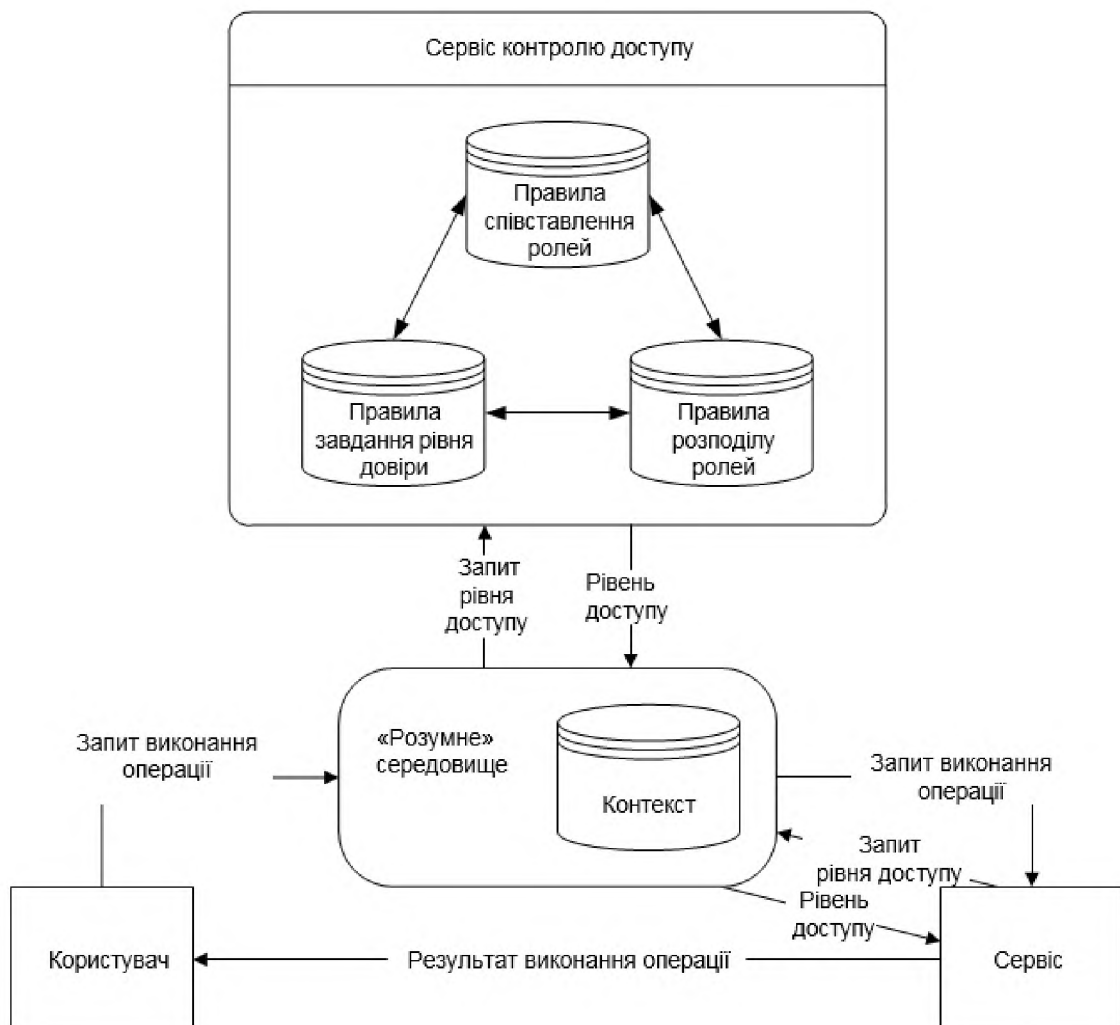 Сервіс контролю доступу
Правила
співставлення
ролей
Правила
завдання рівня
довіри
Правила
розподілу
ролей
Запит
рівня
доступу
Рівень
доступу
«Розумне»
середовище
Контекст
Запит виконання
операції
Запит виконання
операції
Запит
рівня доступу
Рівень
доступу
Користувач
Результат виконання операції
Сервіс